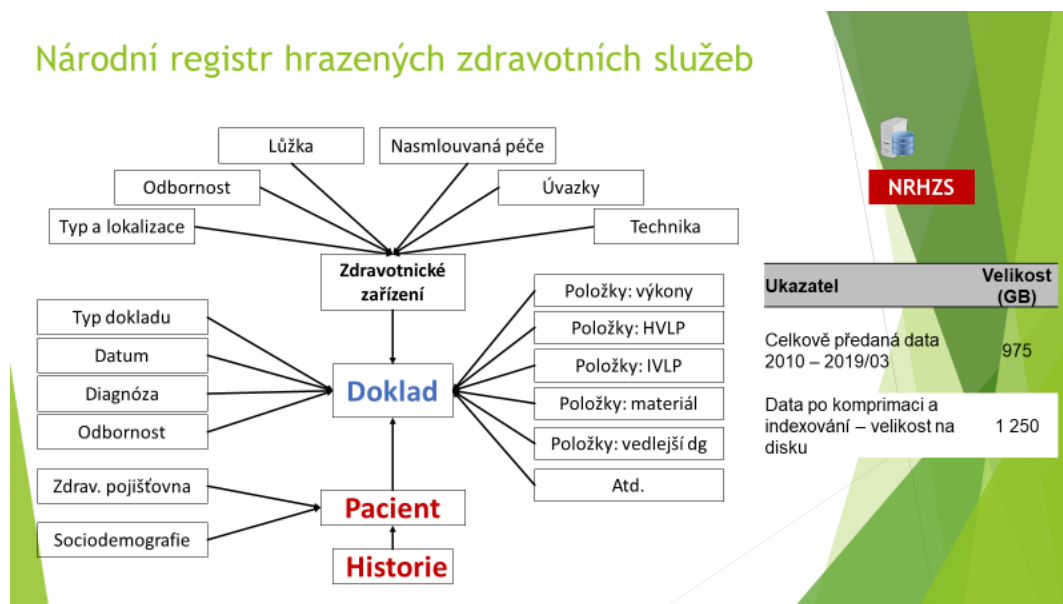 Národní registr hrazených zdravotních služeb
Lůžka
Nasmlouvaná péče
Odbornost
Úvazky
Typ a lokalizace
Technika
Zdravotnické
zařízení
Typ dokladu
Datum
Diagnóza
Odbornost
Doklad
Položky: výkony
Položky: HVLP
Položky: IVLP
Položky: materiál
Položky: vedlejší dg
Atd.
Zdrav. pojišťovna
Sociodemografie
Pacient
Historie
NRHZS
Ukazatel
Velikost
(GB)
Celkově předaná data
2010 – 2019/03
975
Data po komprimaci a
indexování – velikost na
disku
1 250